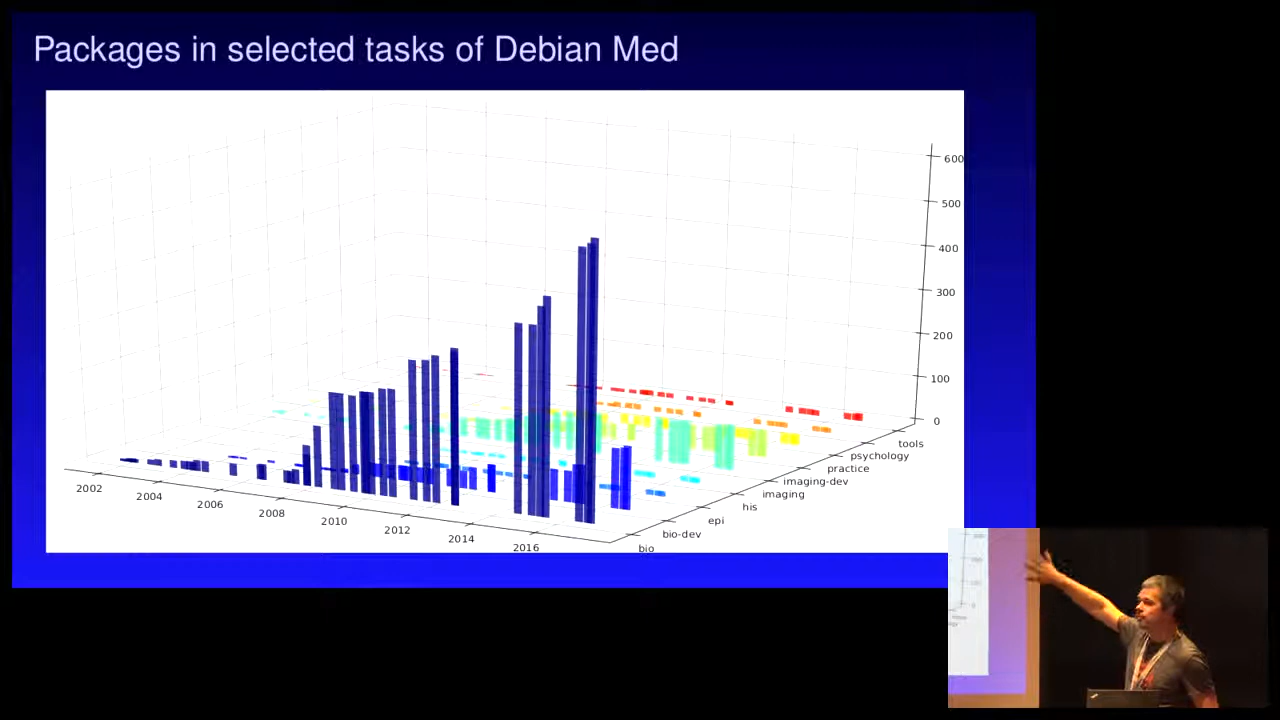 Packages in selected tasks of Debian Med
600
500
400
300
200
100
0
2002
2004
2006
2008
2010
2012
2014
2016
bio
bio-dev
epi
his
imaging
imaging-dev
practice
psychology
tools